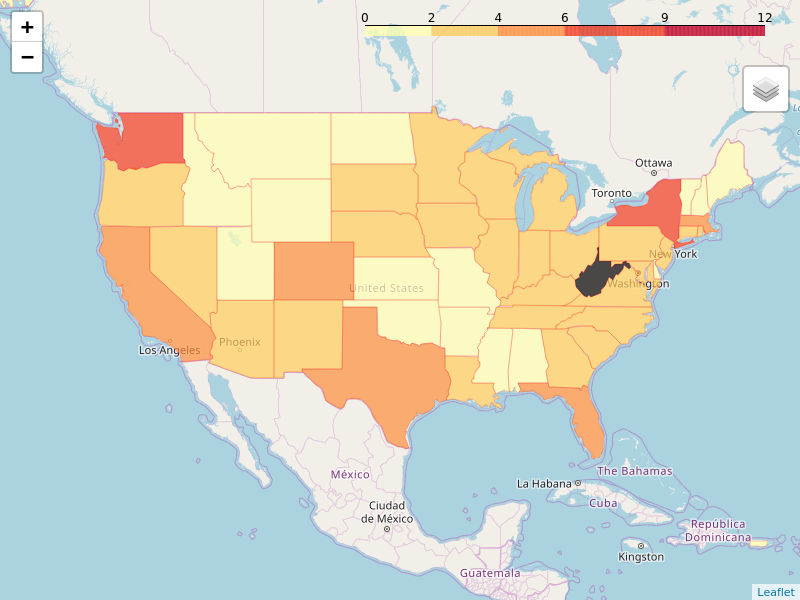 +
−
0 2 4 6 9 12
Ottawa
Toronto
New York
United States
Washington
Phoenix
Los Angeles
México
Ciudad
de México
La Habana
The Bahamas
Cuba
República
Dominicana
Kingston
Guatemala
Leaflet